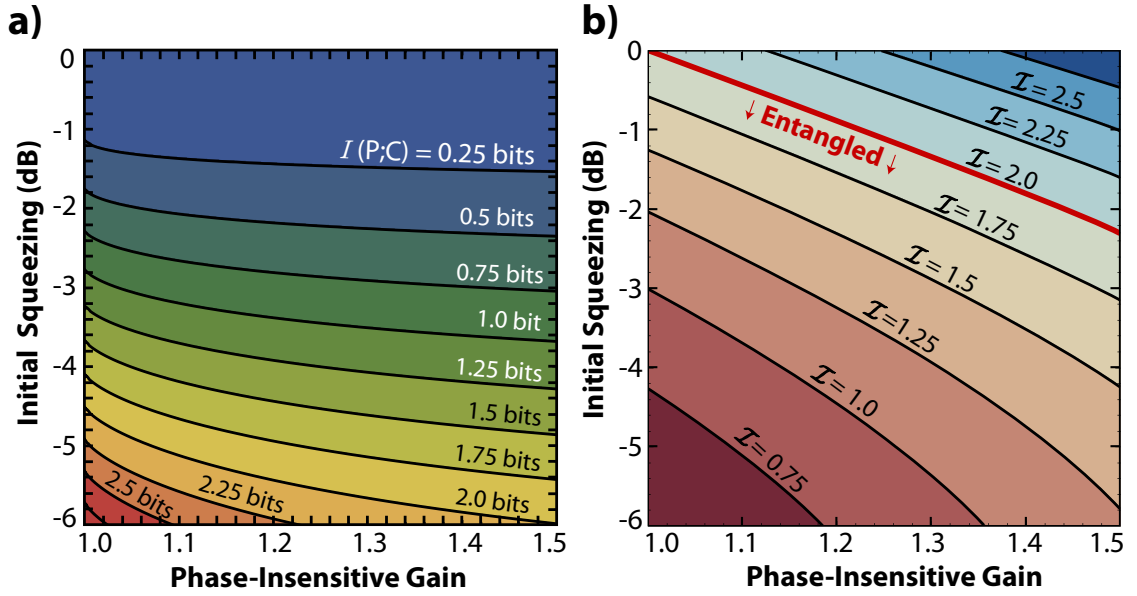 a)
0
-1
-2
-3
-4
-5
-6
Initial Squeezing (dB)
I (P;C) = 0.25 bits
0.5 bits
0.75 bits
1.0 bit
1.25 bits
1.5 bits
1.75 bits
2.0 bits
2.25 bits
2.5 bits
1.0 1.1 1.2 1.3 1.4 1.5
Phase-Insensitive Gain
b)
0
-1
-2
-3
-4
-5
-6
Initial Squeezing (dB)
ℐ = 2.5
ℐ = 2.25
↓ Entangled ↓
ℐ = 2.0
ℐ = 1.75
ℐ = 1.5
ℐ =1.25
ℐ = 1.0
ℐ = 0.75
1.0 1.1 1.2 1.3 1.4 1.5
Phase-Insensitive Gain